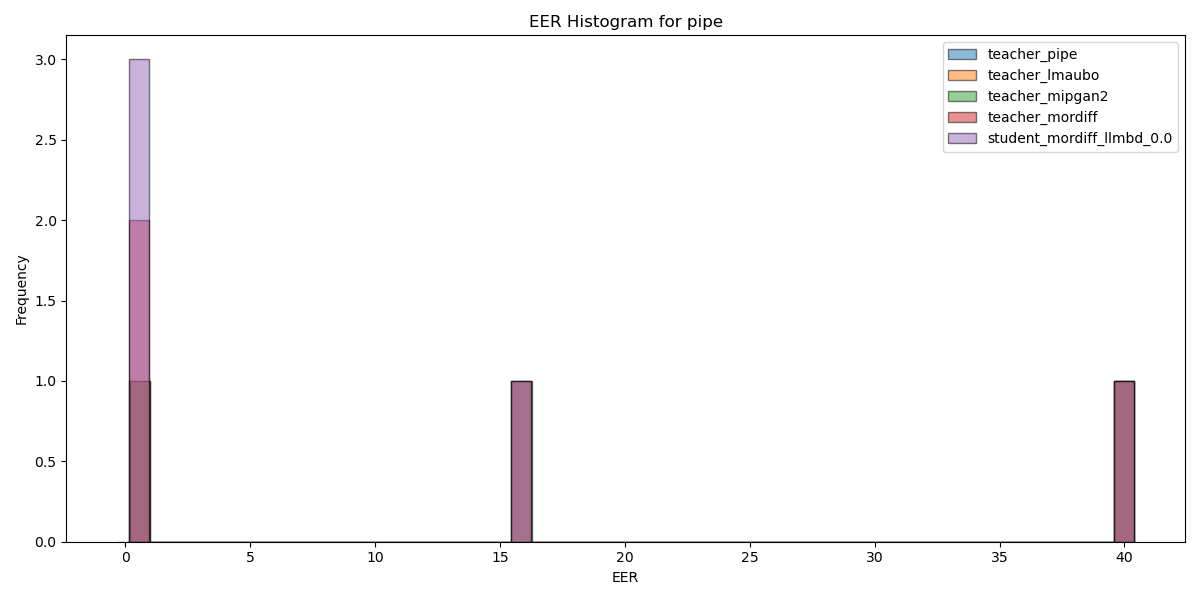 EER Histogram for pipe
teacher_pipe
teacher_lmaubo
teacher_mipgan2
teacher_mordiff
student_mordiff_llmbd_0.0
Frequency
3.0
2.5
2.0
1.5
1.0
0.5
0.0
0 5 10 15 20 25 30 35 40
EER